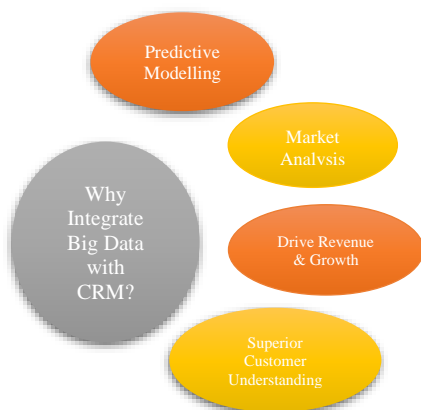 Predictive
Modelling
Market
Analysis
Why
Integrate
Big Data
with
CRM?
Drive Revenue
& Growth
Superior
Customer
Understanding